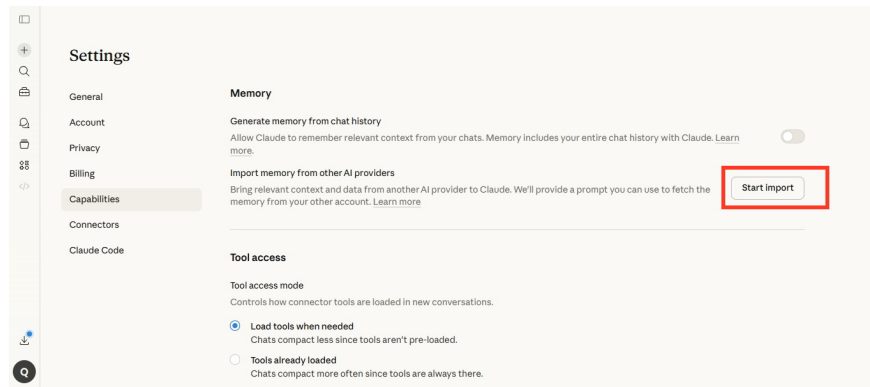 Settings
General
Account
Privacy
Billing
Capabilities
Connectors
Claude Code
Memory
Generate memory from chat history
Allow Claude to remember relevant context from your chats. Memory includes your entire chat history with Claude. Learn
more.
Import memory from other AI providers
Bring relevant context and data from another AI provider to Claude. We'll provide a prompt you can use to fetch the
memory from your other account. Learn more
Start import
Tool access
Tool access mode
Controls how connector tools are loaded in new conversations.
Load tools when needed
Chats compact less since tools aren't pre-loaded.
Tools already loaded
Chats compact more often since tools are always there.
Q